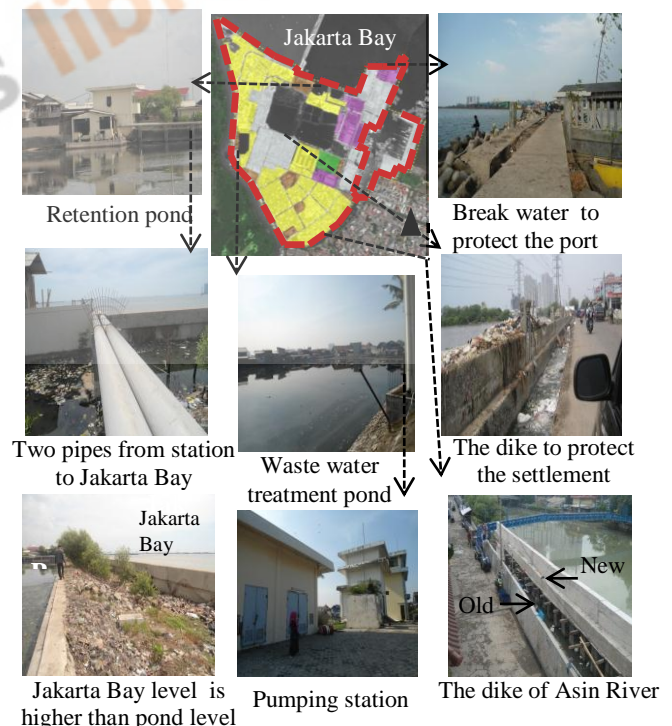 Jakarta Bay
Retention pond
Break water to
protect the port
Two pipes from station
to Jakarta Bay
Waste water
treatment pond
The dike to protect
the settlement
Jakarta
Bay
New
Old
Jakarta Bay level is
higher than pond level
Pumping station
The dike of Asin River